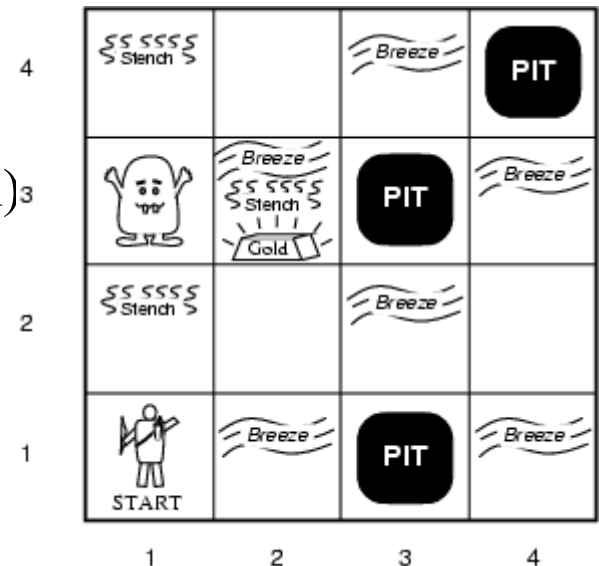 Stench
Breeze
PIT
4
Breeze
Stench
Gold
PIT
Breeze
)
3
Stench
Breeze
2
START
Breeze
PIT
Breeze
1
1 2 3 4